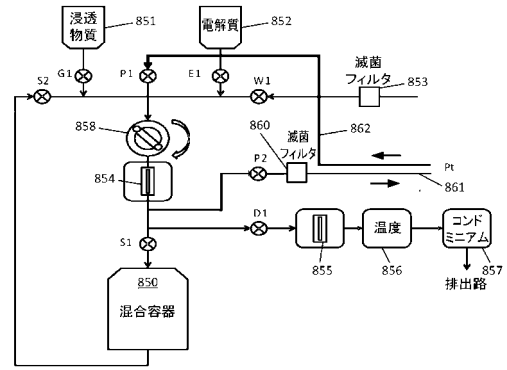 浸透
物質
851
電解質
852
G1
P1
E1
S2
W1
滅菌
フィルタ
853
858
860
滅菌
フィルタ
862
854
P2
Pt
861
D1
S1
855
温度
856
コンド
ミニアム
857
排出路
850
混合容器